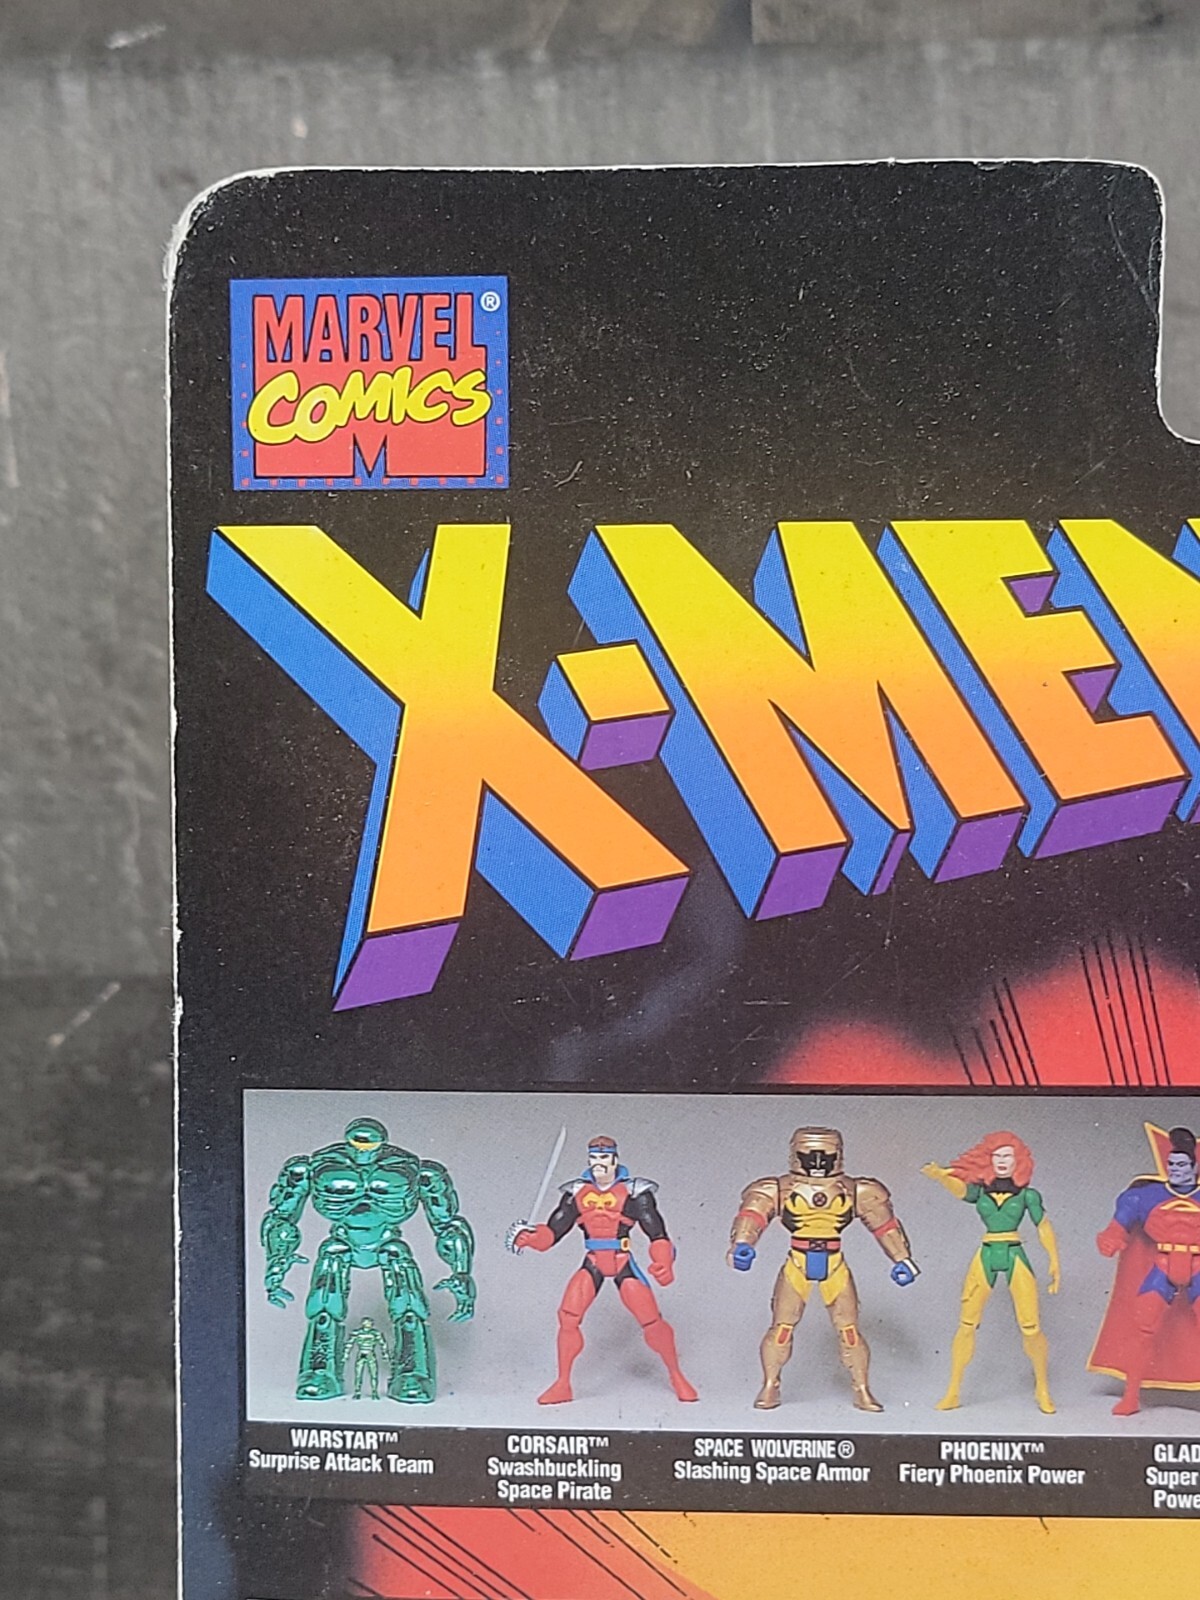 MARVEL®
COMICS
M
X-MEN
WARSTAR™
Surprise Attack Team
CORSAIR™
Swashbuckling
Space Pirate
SPACE WOLVERINE®
Slashing Space Armor
PHOENIX™
Fiery Phoenix Power
GLAD
Super
Powe